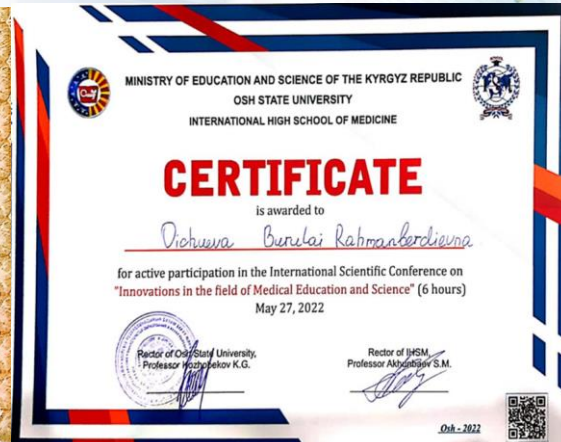 MINISTRY OF EDUCATION AND SCIENCE OF THE KYRGYZ REPUBLIC
OSH STATE UNIVERSITY
INTERNATIONAL HIGH SCHOOL OF MEDICINE
CERTIFICATE
is awarded to
Burulai Rahmanberdievna
for active participation in the International Scientific Conference on
"Innovations in the field of Medical Education and Science" (6 hours)
May 27, 2022
Rector of Osh State University,
Professor Kozhobekov K.G.
Rector of IHSM,
Professor Akhunbaev S.M.
Osh - 2022